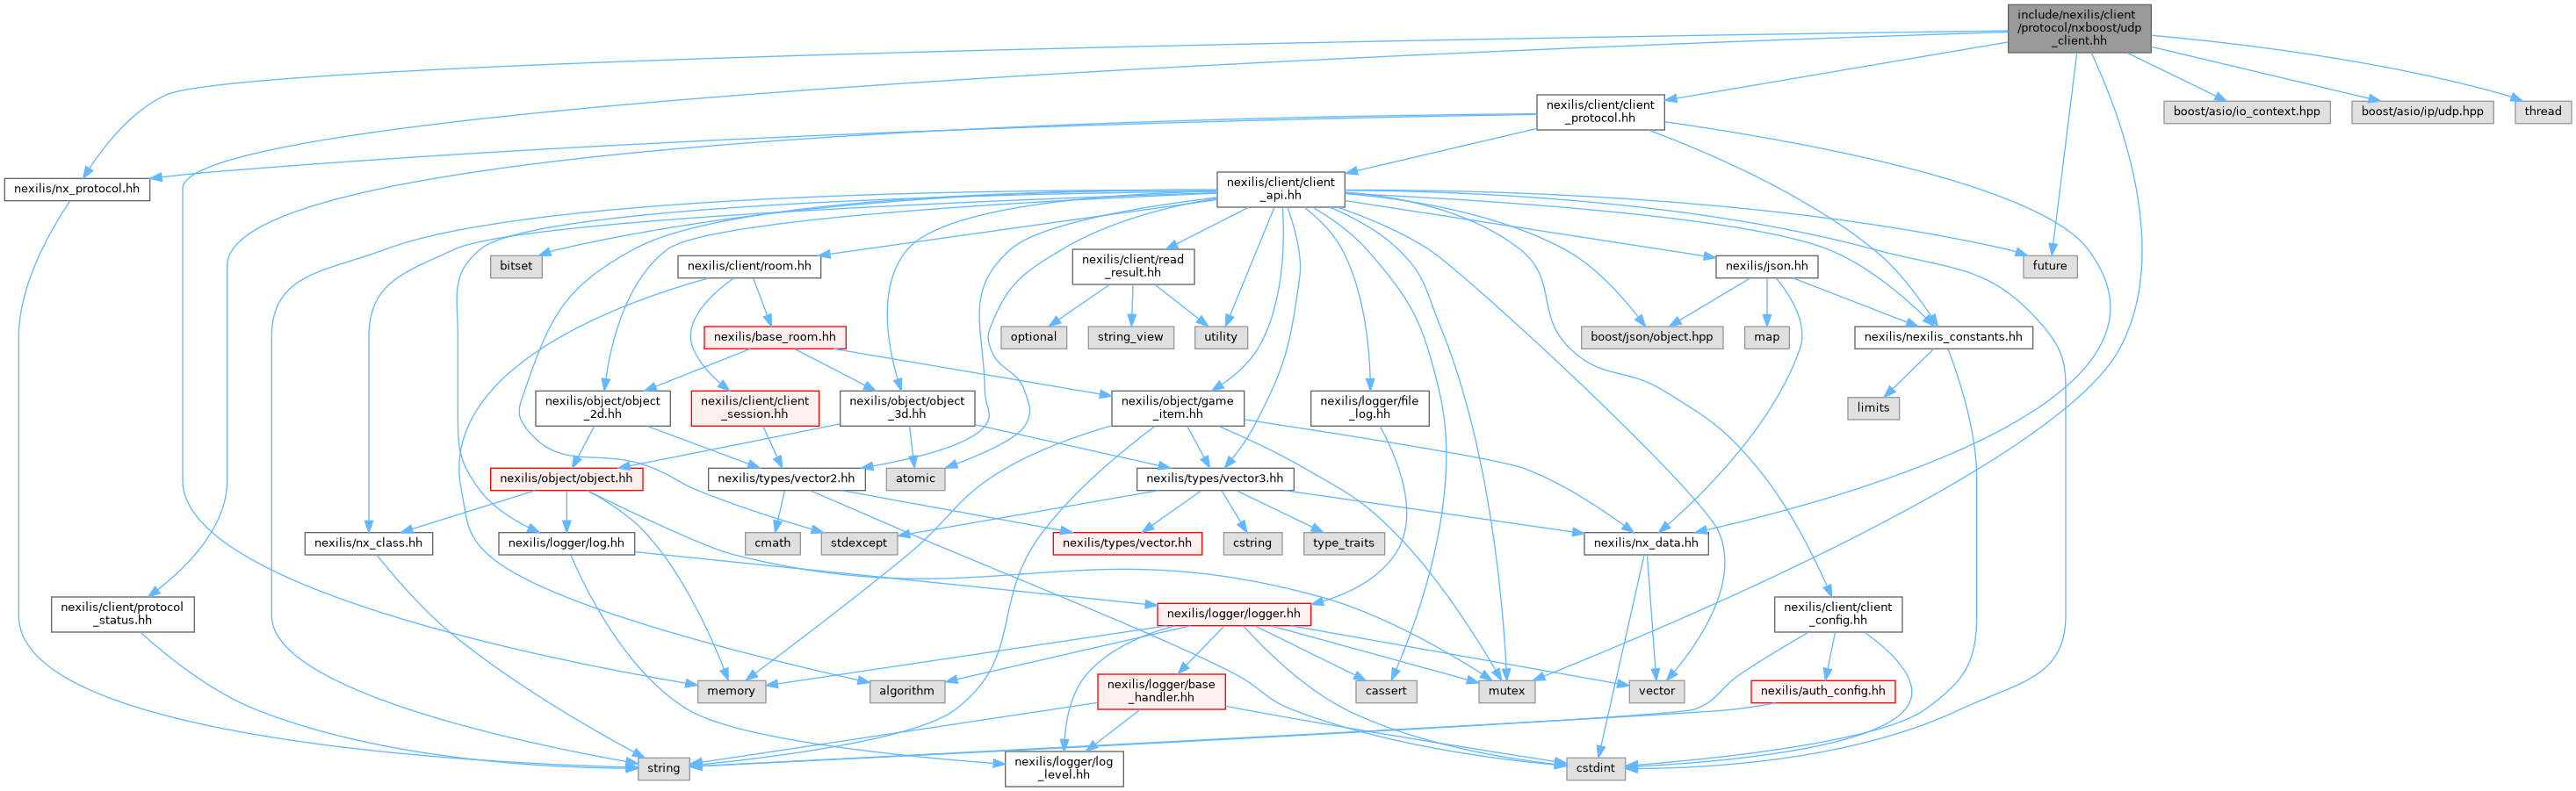 include/nexilis/client
/protocol/nxboost/udp
_client.hh
nexilis/client/client
_protocol.hh
boost/asio/io_context.hpp
boost/asio/ip/udp.hpp
thread
nexilis/nx_protocol.hh
nexilis/client/client
_api.hh
bitset
nexilis/client/room.hh
nexilis/client/read
_result.hh
nexilis/json.hh
future
nexilis/base_room.hh
optional
string_view
utility
boost/json/object.hpp
map
nexilis/nexilis_constants.hh
nexilis/object/object
_2d.hh
nexilis/client/client
_session.hh
nexilis/object/object
_3d.hh
nexilis/object/game
_item.hh
nexilis/logger/file
_log.hh
limits
nexilis/object/object.hh
nexilis/types/vector2.hh
atomic
nexilis/types/vector3.hh
nexilis/nx_class.hh
nexilis/logger/log.hh
cmath
stdexcept
nexilis/types/vector.hh
cstring
type_traits
nexilis/nx_data.hh
nexilis/client/protocol
_status.hh
nexilis/logger/logger.hh
nexilis/client/client
_config.hh
memory
algorithm
nexilis/logger/base
_handler.hh
cassert
mutex
vector
nexilis/auth_config.hh
string
nexilis/logger/log
_level.hh
cstdint